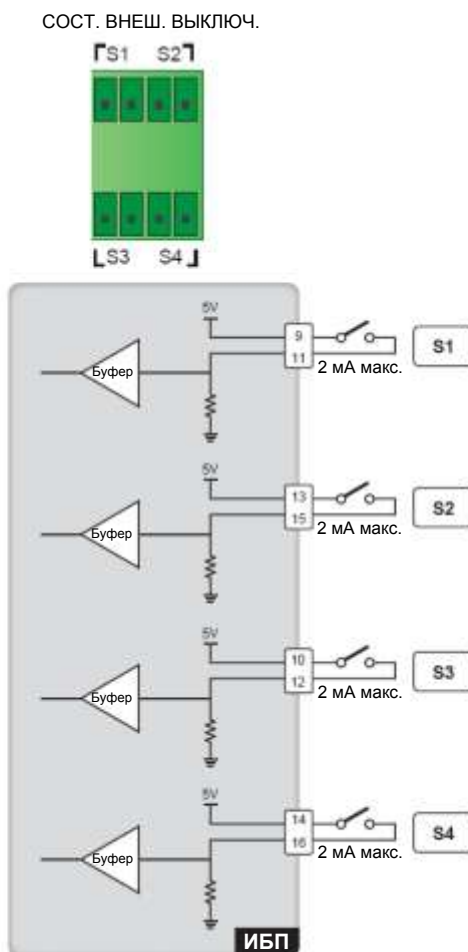 СОСТ. ВНЕШ. ВЫКЛЮЧ.
S1 S2
S3 S4
5V
9
11
Буфер
2 мА макс.
S1
5V
13
15
Буфер
2 мА макс.
S2
5V
10
12
Буфер
2 мА макс.
S3
5V
14
16
Буфер
2 мА макс.
S4
ИБП